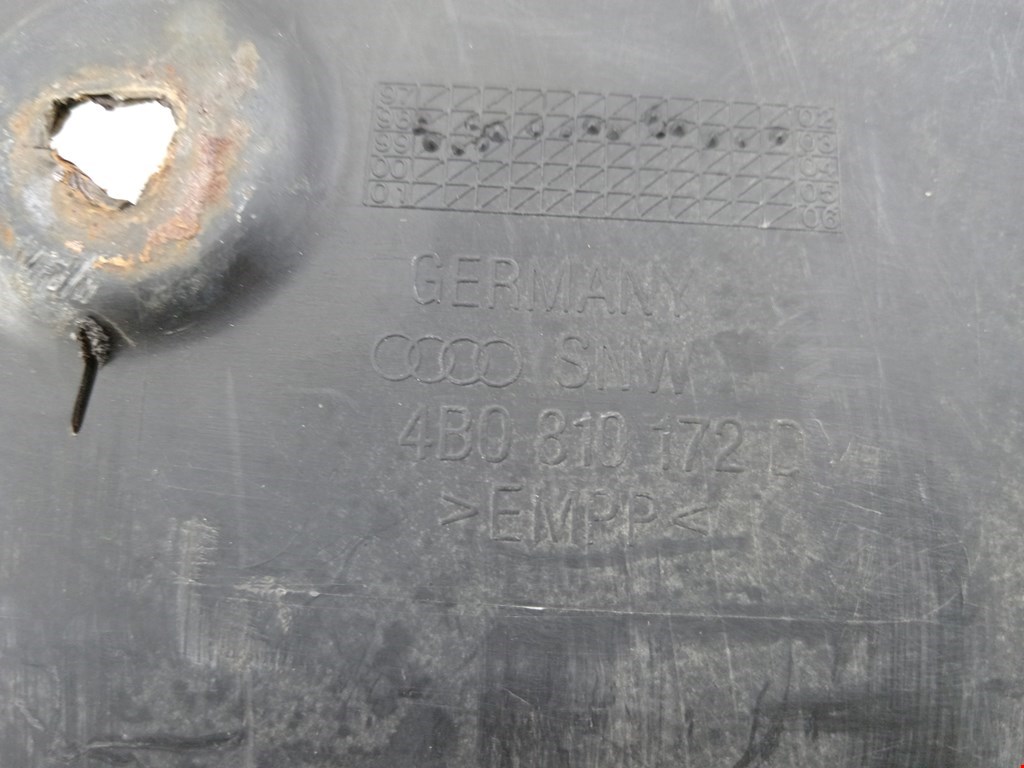 97 02
98 03
99 04
00 05
01 06
GERMANY
SNW
4B0 810 172 D
>EMPP<